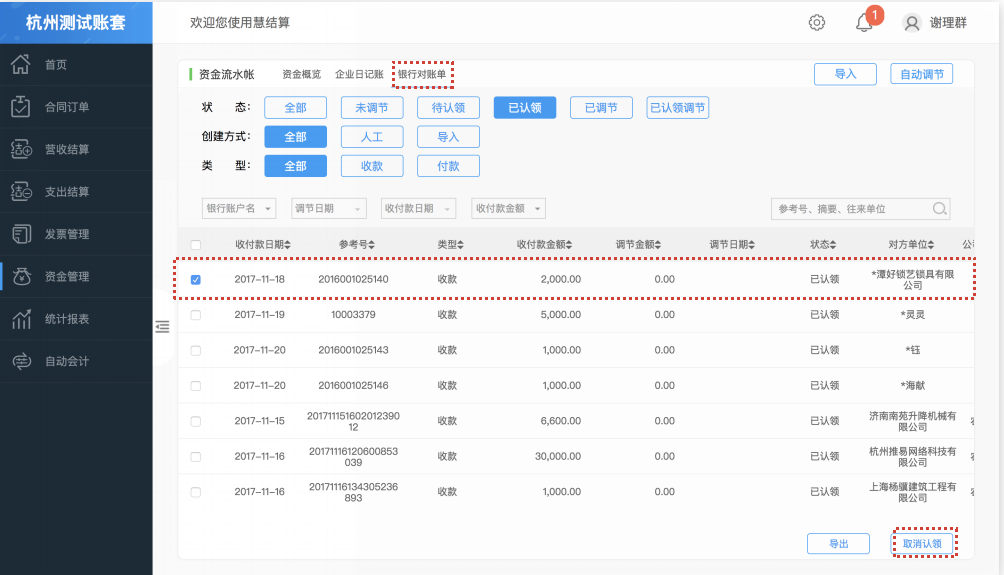 杭州测试账套
欢迎您使用慧结算
1
谢理群
首页
合同订单
营收结算
支出结算
发票管理
资金管理
统计报表
自动会计
资金流水帐 资金概览 企业日记账 银行对账单
导入 自动调节
状 态： 全部 未调节 待认领 已认领 已调节 已认领调节
创建方式： 全部 人工 导入
类 型： 全部 收款 付款
银行账户名 调节日期 收付款日期 收付款金额
参考号、摘要、往来单位
收付款日期 参考号 类型 收付款金额 调节金额 调节日期 状态 对方单位
2017-11-18 2016001025140 收款 2,000.00 0.00 已认领 *潭好锁艺锁具有限
公司
2017-11-19 10003379 收款 5,000.00 0.00 已认领 *灵灵
2017-11-20 2016001025143 收款 1,000.00 0.00 已认领 *钰
2017-11-20 2016001025146 收款 1,000.00 0.00 已认领 *海献
2017-11-15 201711151602012390
12 收款 6,600.00 0.00 已认领 济南南苑升降机械有
限公司
2017-11-16 20171116120600853
039 收款 30,000.00 0.00 已认领 杭州推易网络科技有
限公司
2017-11-16 20171116134305236
893 收款 1,000.00 0.00 已认领 上海杨骥建筑工程有
限公司
导出 取消认领